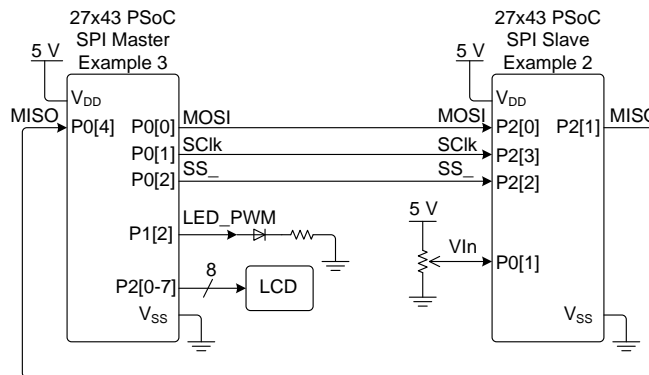 27x43 PSoC
SPI Master
Example 3
27x43 PSoC
SPI Slave
Example 2
5 V
5 V
VDD
VDD
MISO
P0[4]
P0[0]
MOSI
MOSI
P2[0]
P2[1]
MISO
P0[1]
SClk
SClk
P2[3]
P0[2]
SS_
SS_
P2[2]
P1[2]
LED_PWM
5 V
VIn
P0[1]
P2[0-7]
8
LCD
VSS
VSS